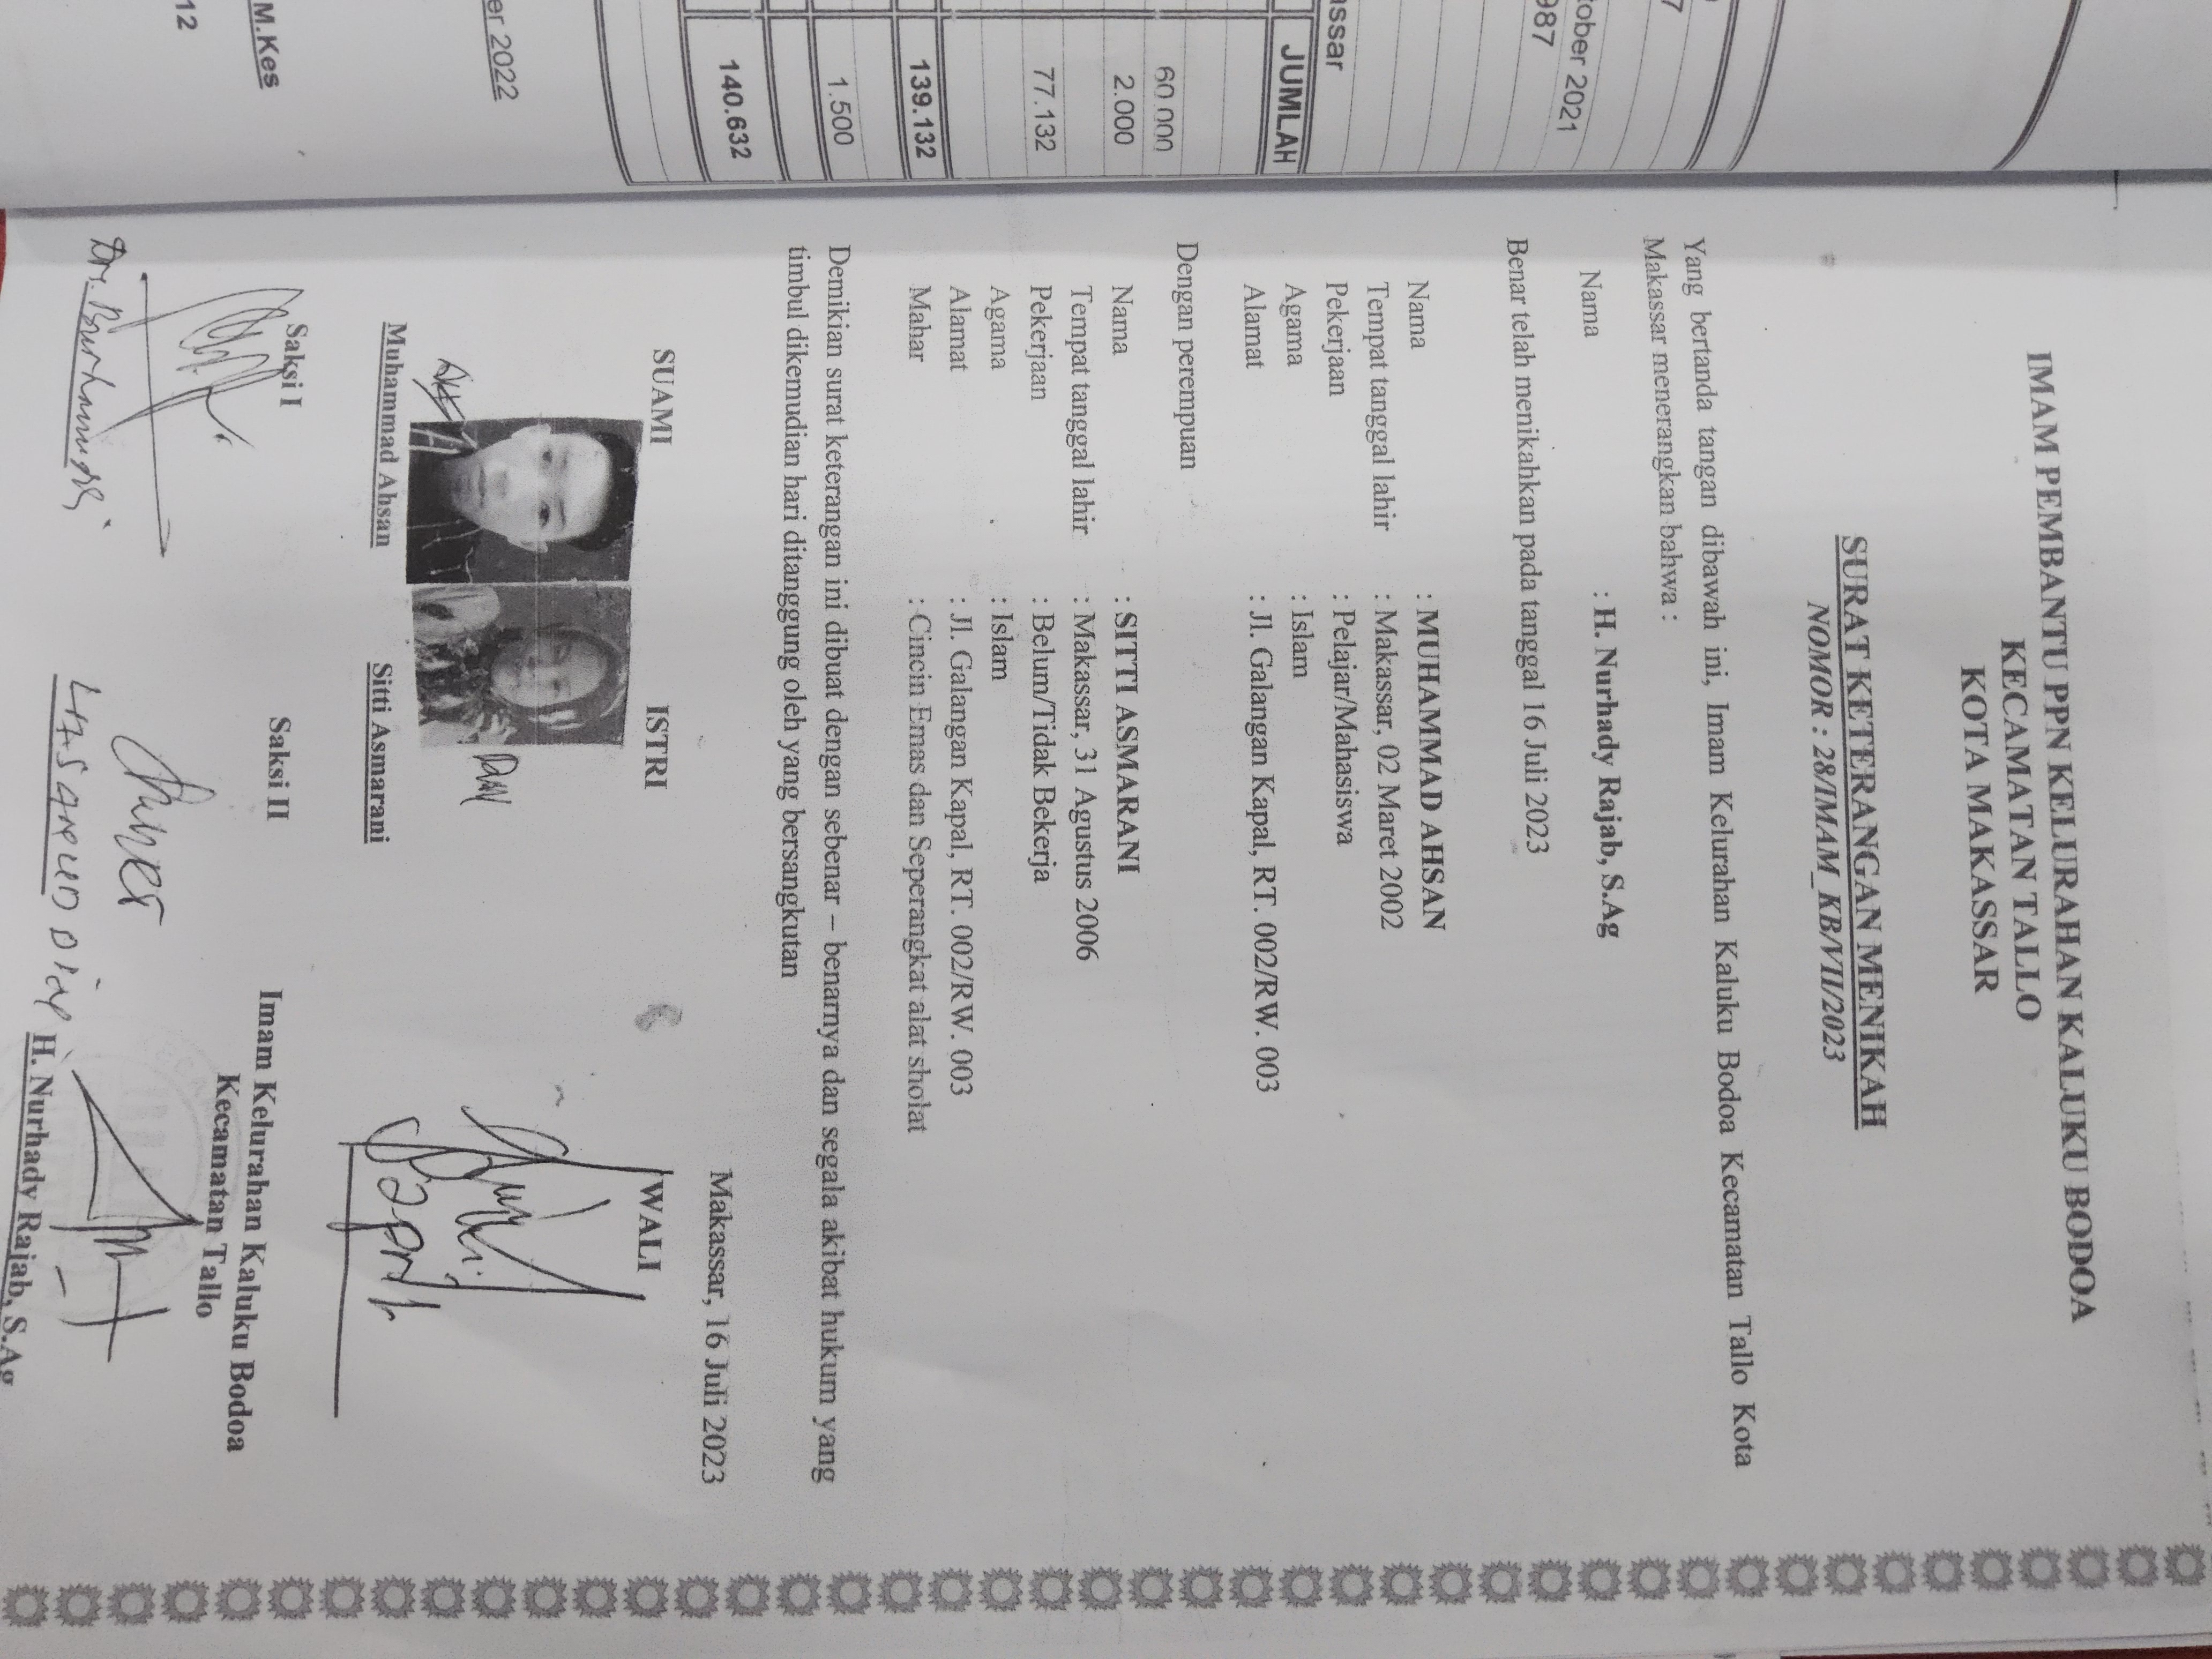 IMAM PEMBANTU PPN KELURAHAN KALUKU BODOA
KECAMATAN TALLO
KOTA MAKASSAR
SURAT KETERANGAN MENIKAH
NOMOR : 28/IMAM_KB/VII/2023
Yang bertanda tangan dibawah ini, Imam Kelurahan Kaluku Bodoa Kecamatan Tallo Kota
Makassar menerangkan bahwa :
Nama : H. Nurhady Rajab, S.Ag
Benar telah menikahkan pada tanggal 16 Juli 2023
Nama : MUHAMMAD AHSAN
Tempat tanggal lahir : Makassar, 02 Maret 2002
Pekerjaan : Pelajar/Mahasiswa
Agama : Islam
Alamat : Jl. Galangan Kapal, RT. 002/RW. 003
Dengan perempuan
Nama : SITTI ASMARANI
Tempat tanggal lahir : Makassar, 31 Agustus 2006
Pekerjaan : Belum/Tidak Bekerja
Agama : Islam
Alamat : Jl. Galangan Kapal, RT. 002/RW. 003
Mahar : Cincin Emas dan Seperangkat alat sholat
Demikian surat keterangan ini dibuat dengan sebenar – benarnya dan segala akibat hukum yang
timbul dikemudian hari ditanggung oleh yang bersangkutan
Makassar, 16 Juli 2023
SUAMI ISTRI WALI
Muhammad Ahsan Sitti Asmarani
Saksi I Saksi II Imam Kelurahan Kaluku Bodoa
Kecamatan Tallo
H. Nurhady Rajab, S.Ag
7
tober 2021
987
assar
JUMLAH
60.000
2.000
77.132
139.132
1.500
140.632
er 2022
M.Kes
12